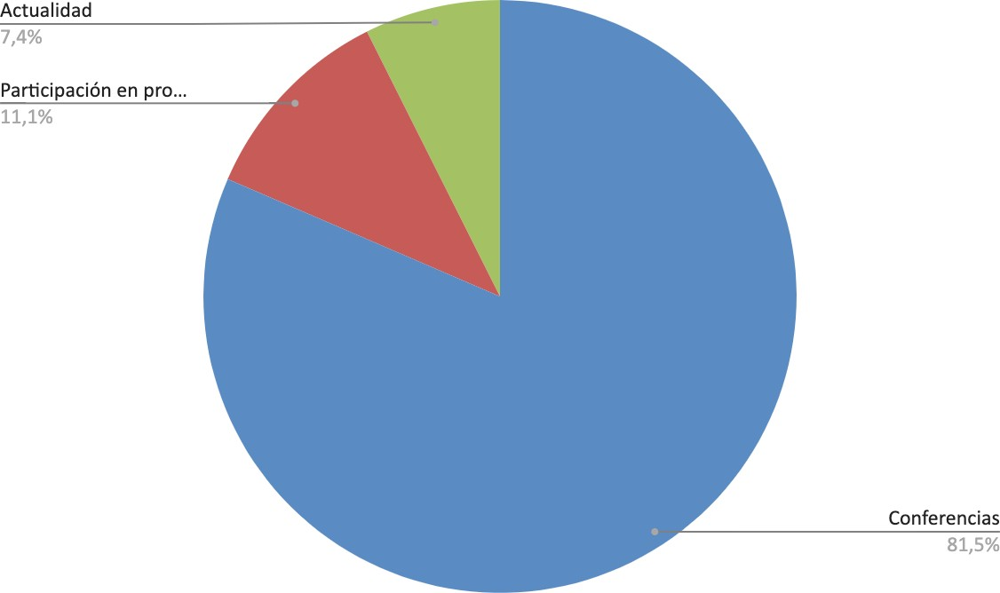 Actualidad
7,4%
Participación en pro...
11,1%
Conferencias
81,5%